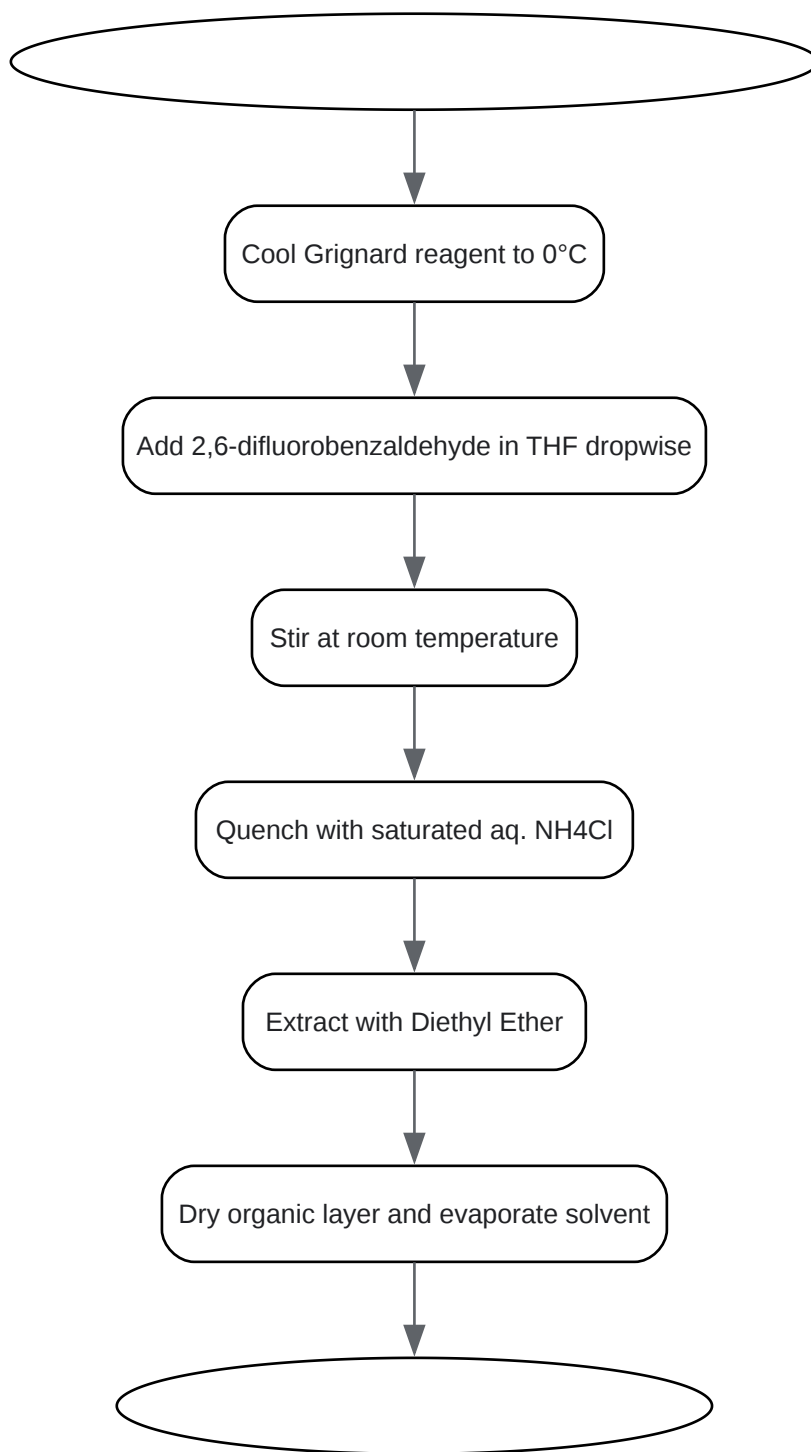 Cool Grignard reagent to 0°C
Add 2,6-difluorobenzaldehyde in THF dropwise
Stir at room temperature
Quench with saturated aq. NH4Cl
Extract with Diethyl Ether
Dry organic layer and evaporate solvent